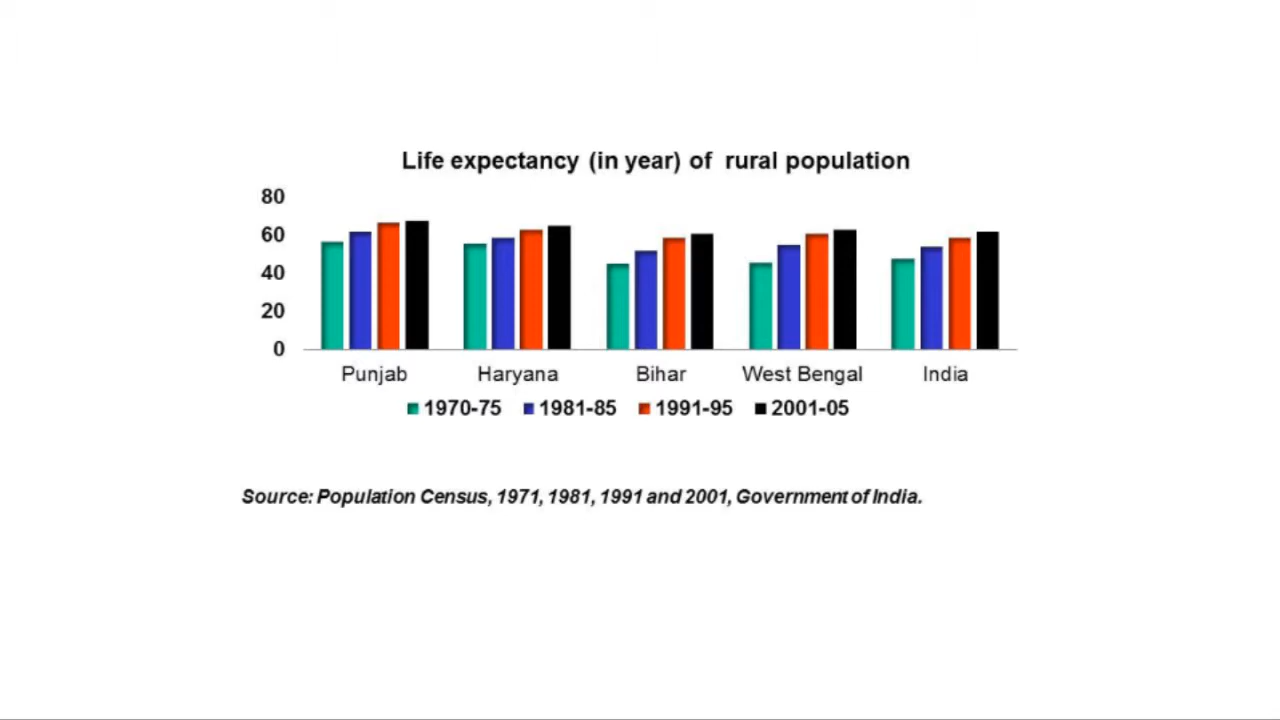 Life expectancy (in year) of rural population
80
60
40
20
0
Punjab Haryana Bihar West Bengal India
1970-75 1981-85 1991-95 2001-05
Source: Population Census, 1971, 1981, 1991 and 2001, Government of India.